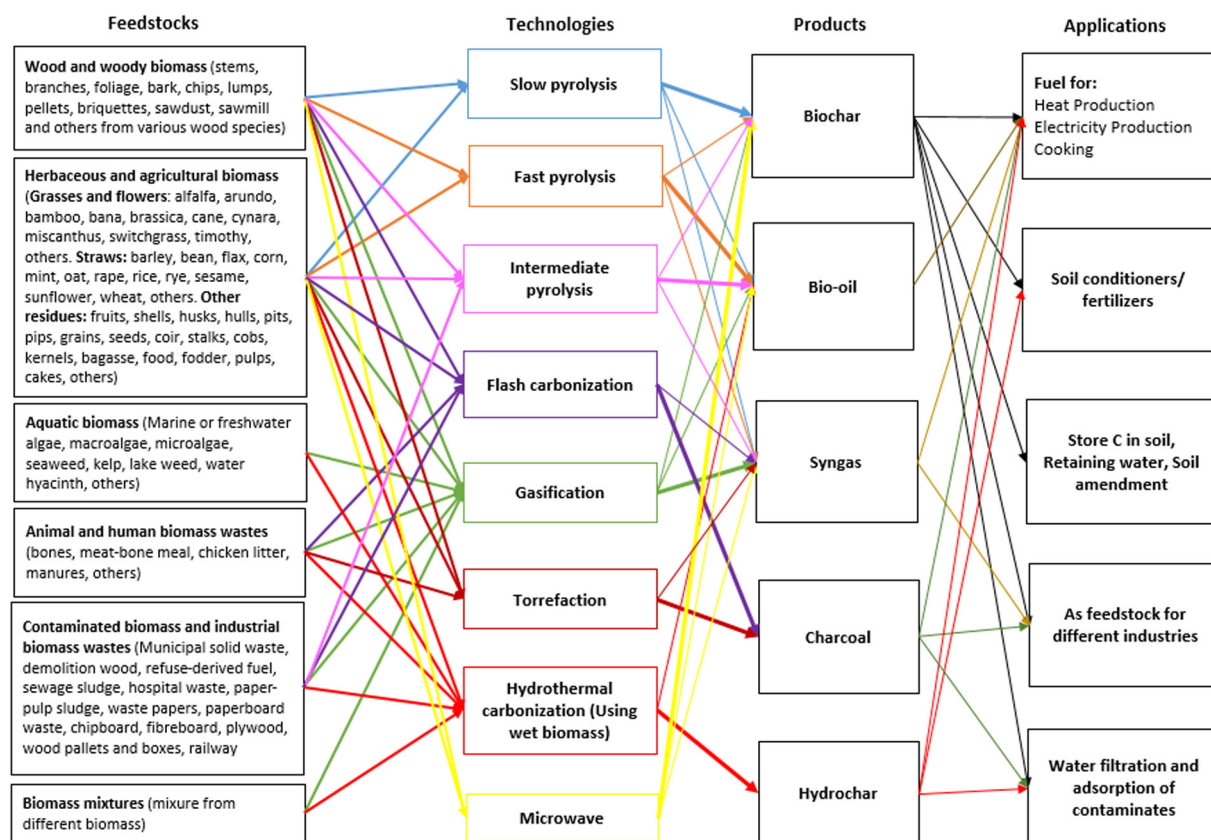 Feedstocks
Technologies
Products
Applications
Wood and woody biomass (stems,
branches, foliage, bark, chips, lumps,
pellets, briquettes, sawdust, sawmill
and others from various wood species)
Herbaceous and agricultural biomass
(Grasses and flowers: alfalfa, arundo,
bamboo, bana, brassica, cane, cynara,
miscanthus, switchgrass, timothy,
others. Straws: barley, bean, flax, corn,
mint, oat, rape, rice, rye, sesame,
sunflower, wheat, others. Other
residues: fruits, shells, husks, hulls, pits,
pips, grains, seeds, coir, stalks, cobs,
kernels, bagasse, food, fodder, pulps,
cakes, others)
Aquatic biomass (Marine or freshwater
algae, macroalgae, microalgae,
seaweed, kelp, lake weed, water
hyacinth, others)
Animal and human biomass wastes
(bones, meat-bone meal, chicken litter,
manures, others)
Contaminated biomass and industrial
biomass wastes (Municipal solid waste,
demolition wood, refuse-derived fuel,
sewage sludge, hospital waste, paper-
pulp sludge, waste papers, paperboard
waste, chipboard, fibreboard, plywood,
wood pallets and boxes, railway
Biomass mixtures (mixure from
different biomass)
Slow pyrolysis
Fast pyrolysis
Intermediate
pyrolysis
Flash carbonization
Gasification
Torrefaction
Hydrothermal
carbonization (Using
wet biomass)
Microwave
Biochar
Bio-oil
Syngas
Charcoal
Hydrochar
Fuel for:
Heat Production
Electricity Production
Cooking
Soil conditioners/
fertilizers
Store C in soil,
Retaining water, Soil
amendment
As feedstock for
different industries
Water filtration and
adsorption of
contaminates